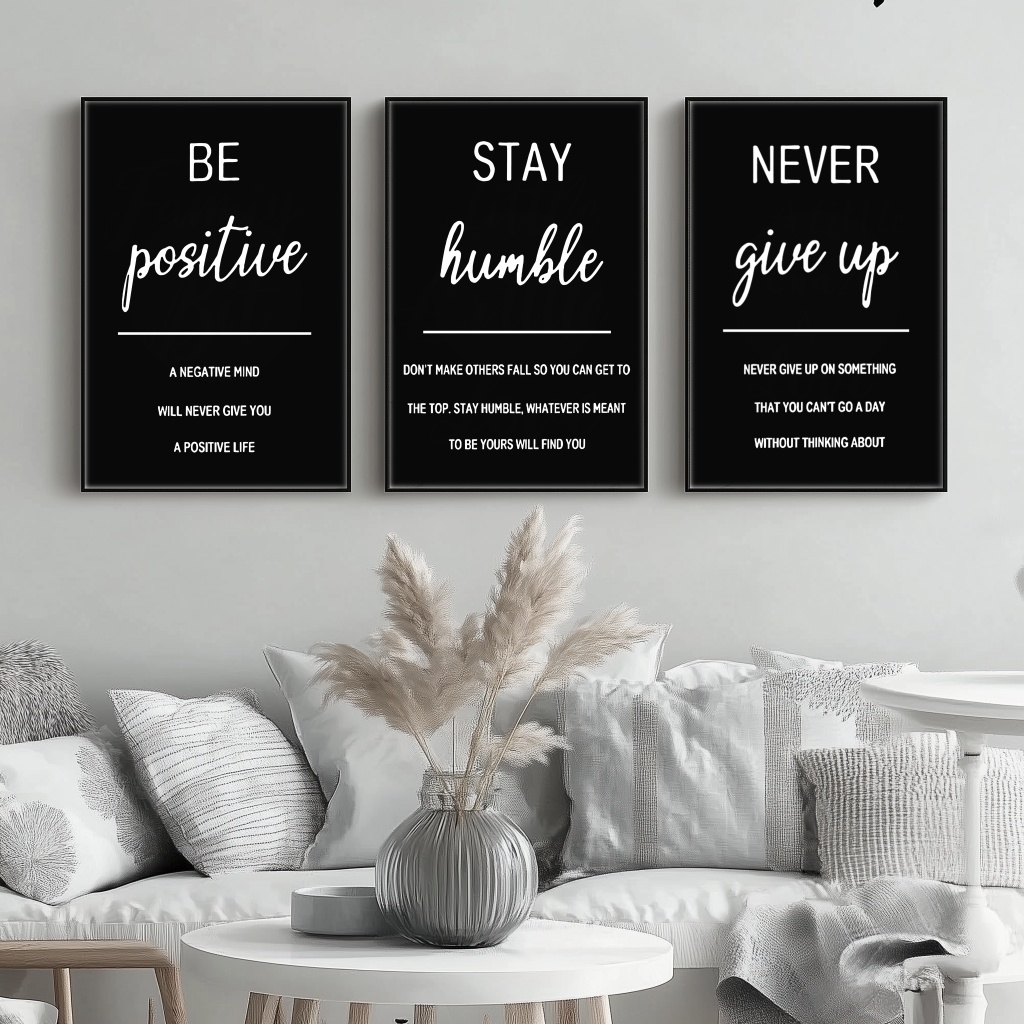 BE
positive
A NEGATIVE MIND
WILL NEVER GIVE YOU
A POSITIVE LIFE
STAY
humble
DON'T MAKE OTHERS FALL SO YOU CAN GET TO
THE TOP. STAY HUMBLE, WHATEVER IS MEANT
TO BE YOURS WILL FIND YOU
NEVER
give up
NEVER GIVE UP ON SOMETHING
THAT YOU CAN'T GO A DAY
WITHOUT THINKING ABOUT